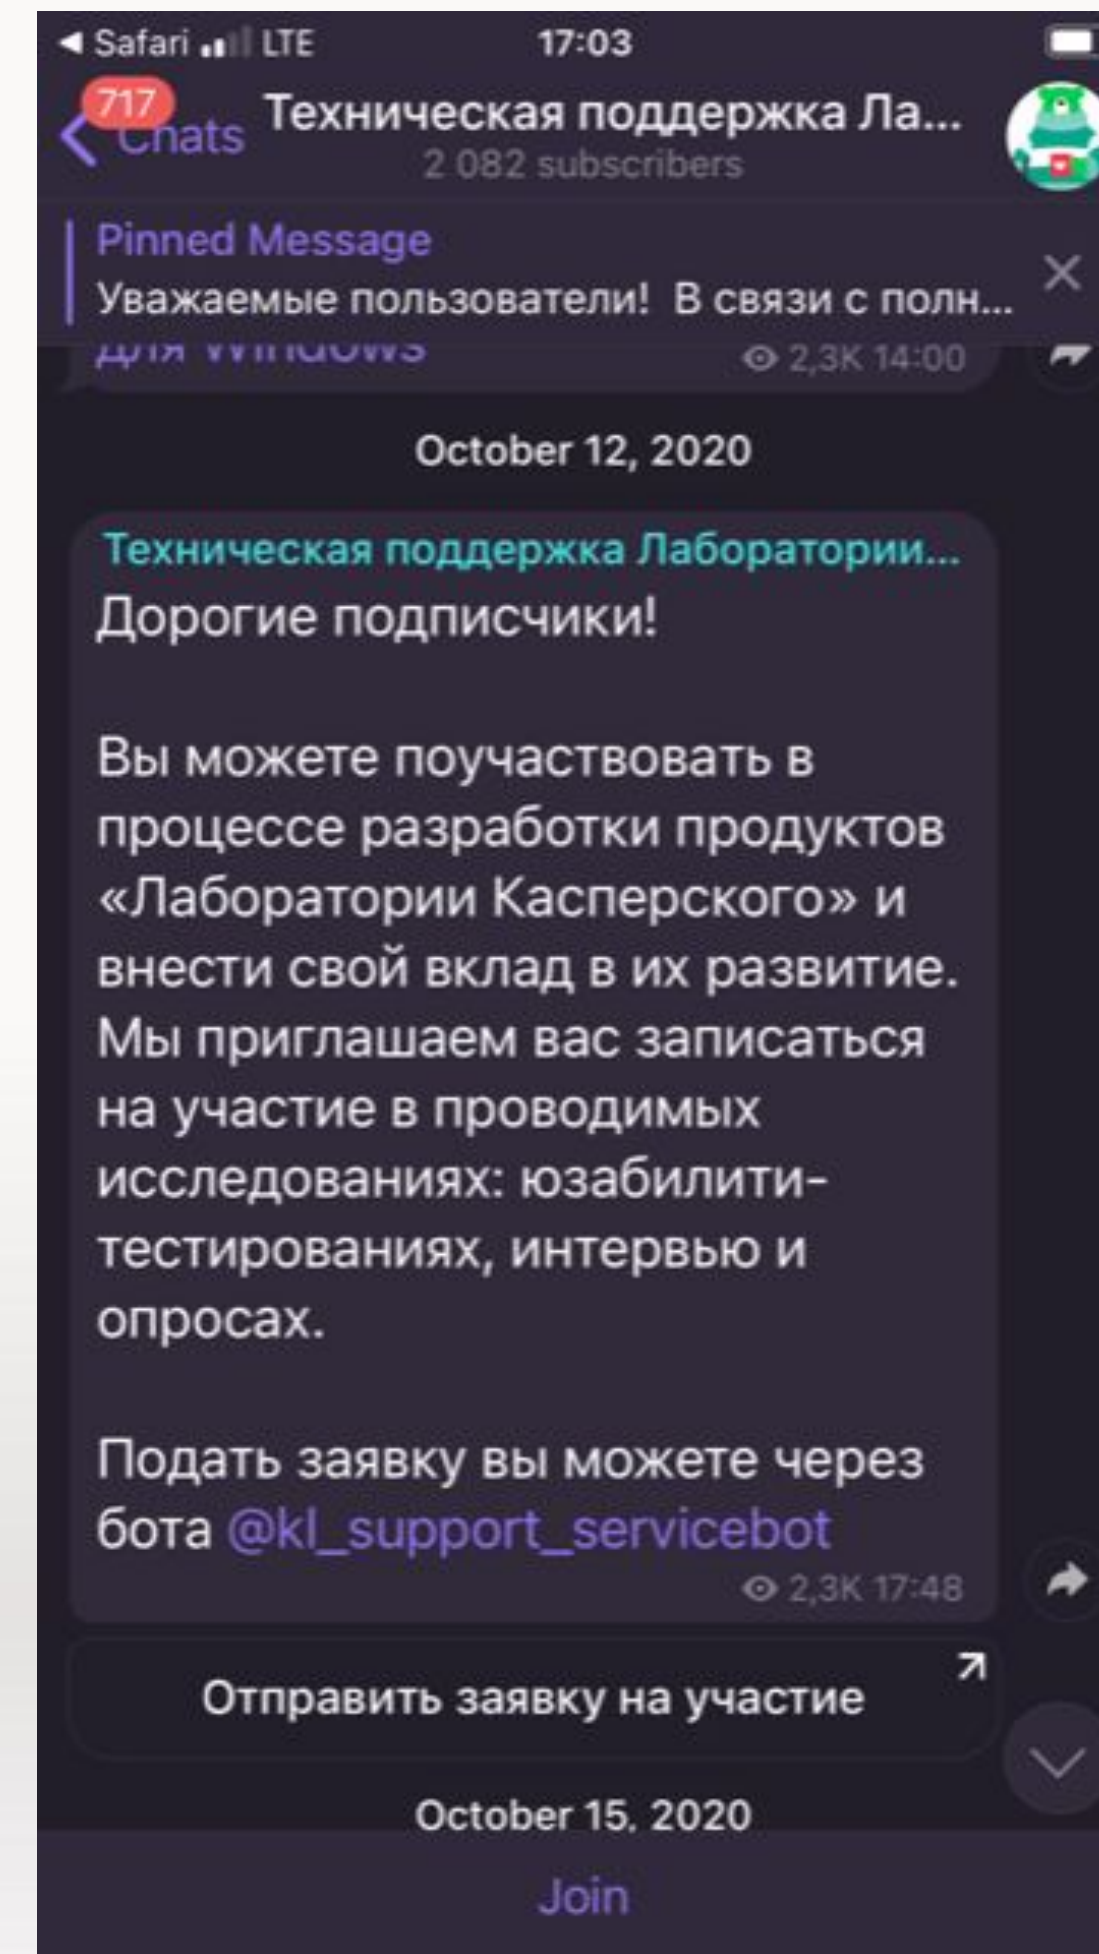 Safari LTE 17:03
717
Chats Техническая поддержка Ла...
2 082 subscribers
Pinned Message
Уважаемые пользователи! В связи с полн...
для Windows 2,3K 14:00
October 12, 2020
Техническая поддержка Лаборатории...
Дорогие подписчики!
Вы можете поучаствовать в
процессе разработки продуктов
«Лаборатории Касперского» и
внести свой вклад в их развитие.
Мы приглашаем вас записаться
на участие в проводимых
исследованиях: юзабилити-
тестированиях, интервью и
опросах.
Подать заявку вы можете через
бота @kl_support_servicebot
2,3K 17:48
Отправить заявку на участие
October 15, 2020
Join